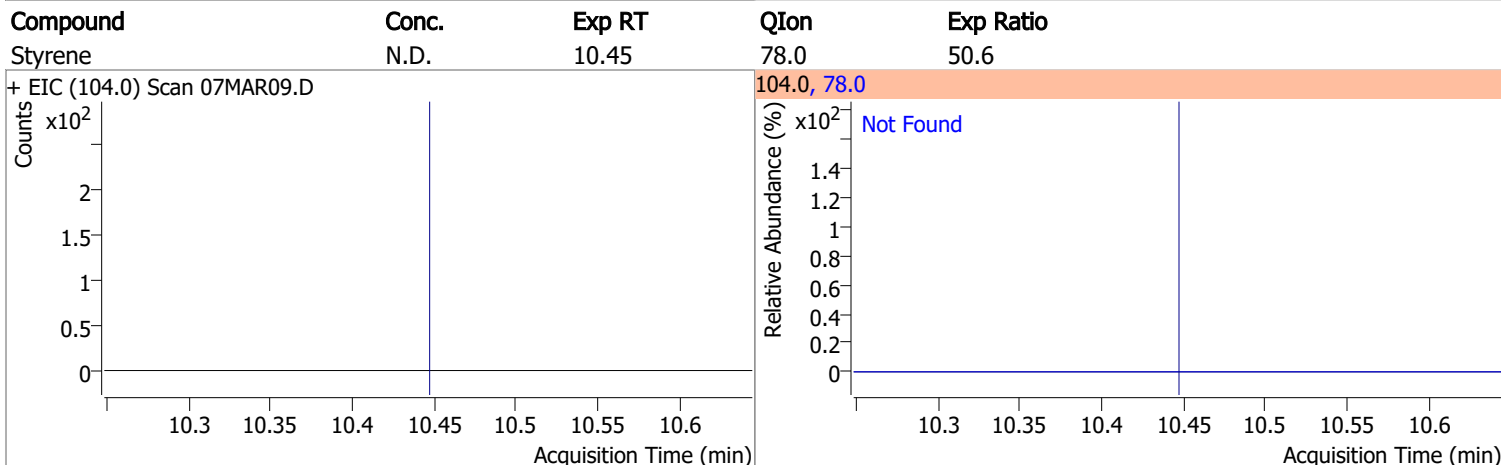 Compound Conc. Exp RT QIon Exp Ratio
Styrene N.D. 10.45 78.0 50.6
+ EIC (104.0) Scan 07MAR09.D
Counts
x10²
2
1.5
1
0.5
0
10.3 10.35 10.4 10.45 10.5 10.55 10.6
Acquisition Time (min)
104.0, 78.0
Relative Abundance (%)
x10²
Not Found
1.4
1.2
1
0.8
0.6
0.4
0.2
0
10.3 10.35 10.4 10.45 10.5 10.55 10.6
Acquisition Time (min)